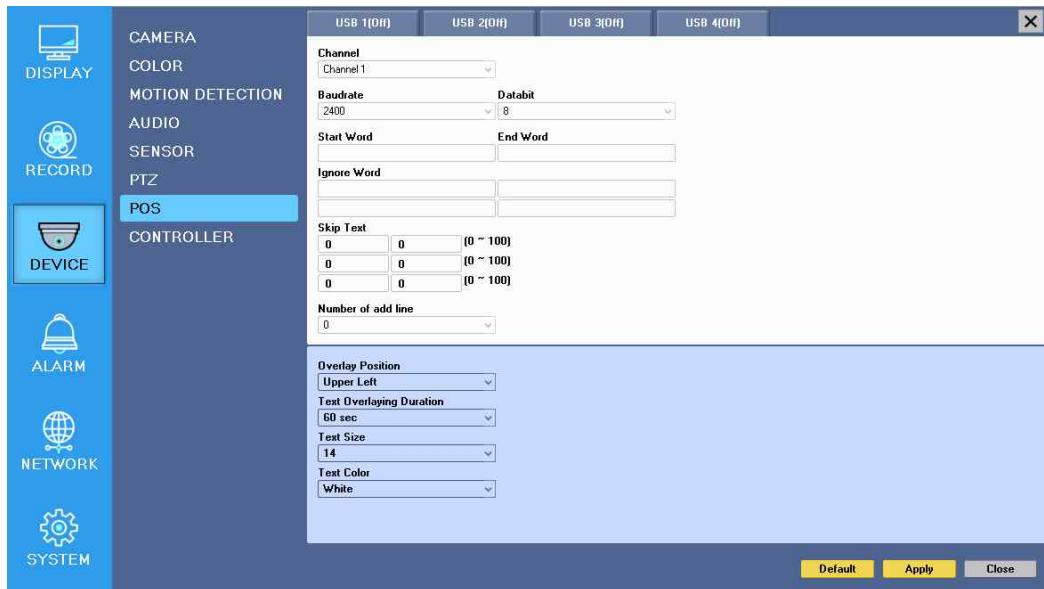 DISPLAY
RECORD
DEVICE
ALARM
NETWORK
SYSTEM
CAMERA
COLOR
MOTION DETECTION
AUDIO
SENSOR
PTZ
POS
CONTROLLER
USB 1(Off) USB 2(Off) USB 3(Off) USB 4(Off)
Channel
Channel 1
Baudrate Databit
2400 8
Start Word End Word
Ignore Word
Skip Text
0 0 (0 ~ 100)
0 0 (0 ~ 100)
0 0 (0 ~ 100)
Number of add line
0
Overlay Position
Upper Left
Text Overlaying Duration
60 sec
Text Size
14
Text Color
White
Default Apply Close